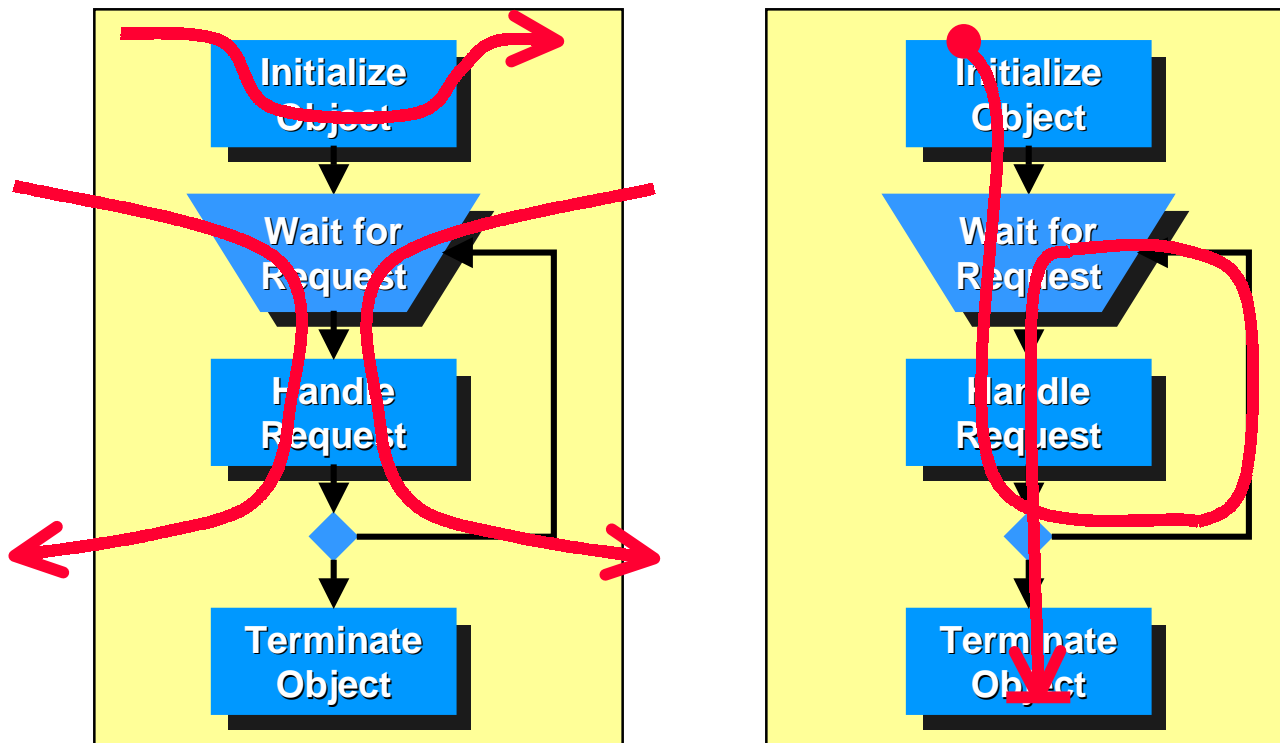 Initialize
Object
Wait for
Request
Handle
Request
Terminate
Object
Initialize
Object
Wait for
Request
Handle
Request
Terminate
Object